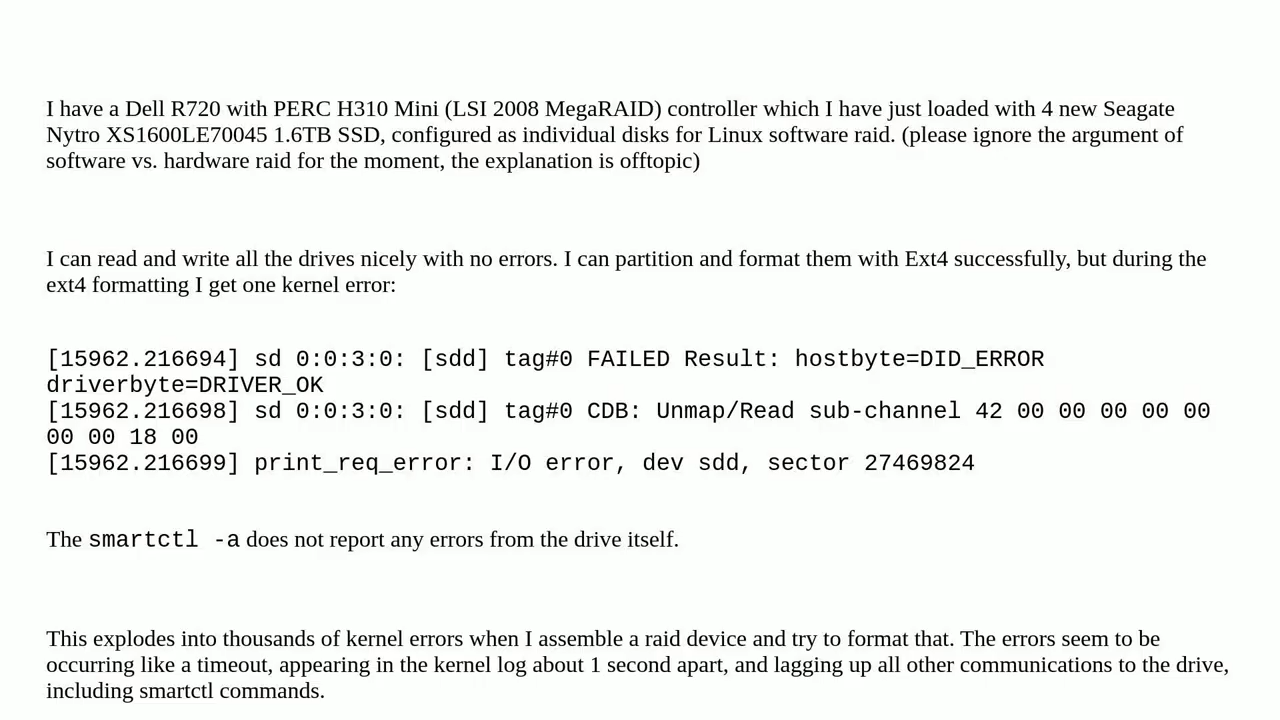 I have a Dell R720 with PERC H310 Mini (LSI 2008 MegaRAID) controller which I have just loaded with 4 new Seagate
Nytro XS1600LE70045 1.6TB SSD, configured as individual disks for Linux software raid. (please ignore the argument of
software vs. hardware raid for the moment, the explanation is offtopic)
I can read and write all the drives nicely with no errors. I can partition and format them with Ext4 successfully, but during the
ext4 formatting I get one kernel error:
[15962.216694] sd 0:0:3:0: [sdd] tag#0 FAILED Result: hostbyte=DID_ERROR
driverbyte=DRIVER_OK
[15962.216698] sd 0:0:3:0: [sdd] tag#0 CDB: Unmap/Read sub-channel 42 00 00 00 00 00
00 00 18 00
[15962.216699] print_req_error: I/O error, dev sdd, sector 27469824
The smartctl -a does not report any errors from the drive itself.
This explodes into thousands of kernel errors when I assemble a raid device and try to format that. The errors seem to be
occurring like a timeout, appearing in the kernel log about 1 second apart, and lagging up all other communications to the drive,
including smartctl commands.